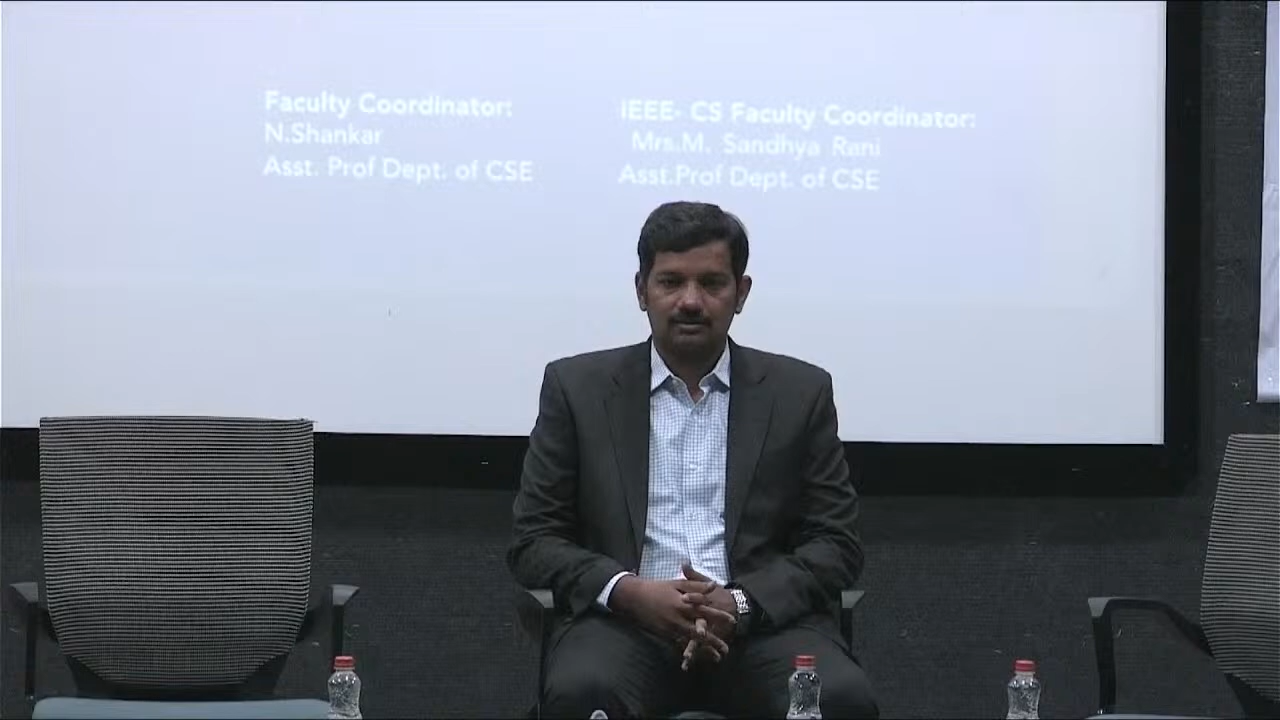 Faculty Coordinator:
N.Shankar
Asst. Prof Dept. of CSE
IEEE- CS Faculty Coordinator:
Mrs.M. Sandhya Rani
Asst.Prof Dept. of CSE